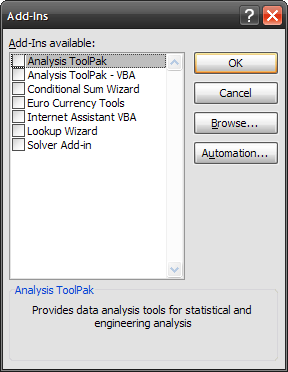 Add-Ins
?
Add-Ins available:
Analysis ToolPak
Analysis ToolPak - VBA
Conditional Sum Wizard
Euro Currency Tools
Internet Assistant VBA
Lookup Wizard
Solver Add-in
OK
Cancel
Browse...
Automation...
Analysis ToolPak
Provides data analysis tools for statistical and
engineering analysis